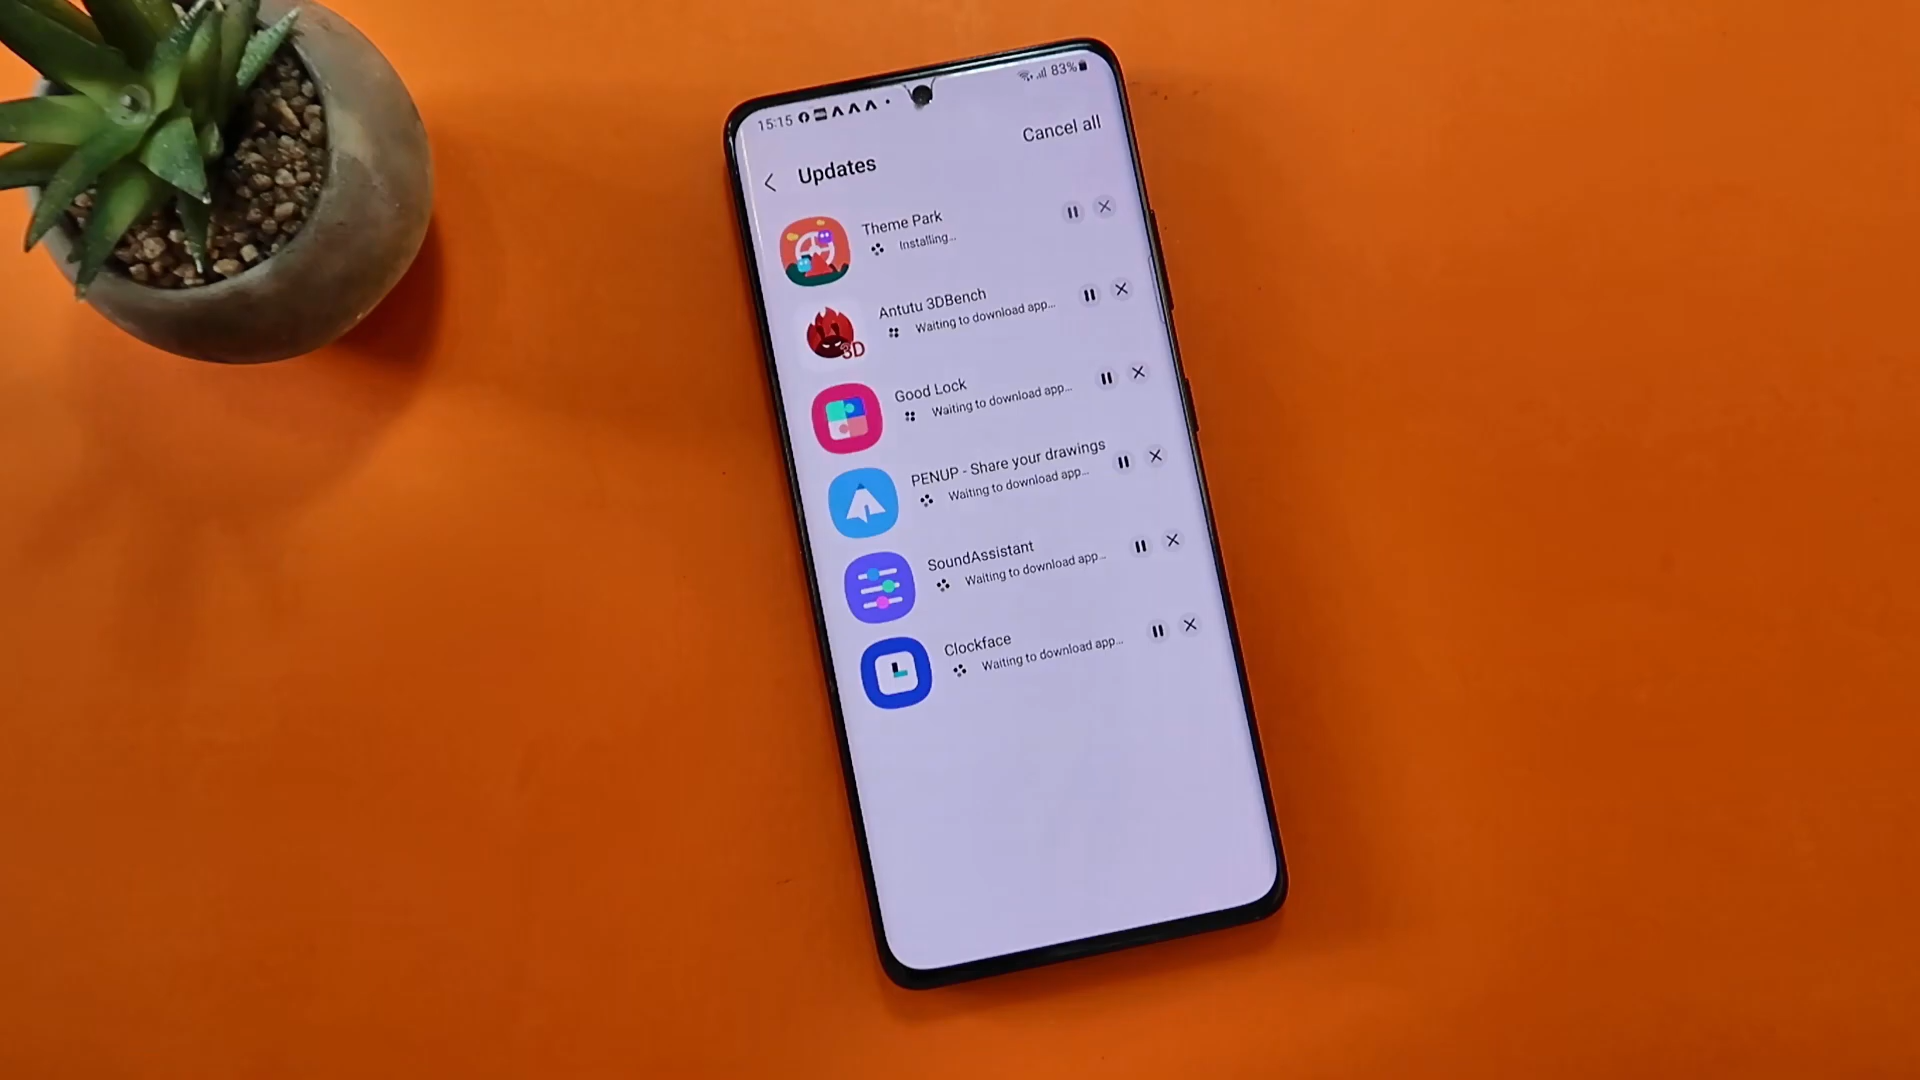 15:15
83%
Cancel all
Updates
Theme Park
Installing...
Antutu 3DBench
Waiting to download app...
3D
Good Lock
Waiting to download app...
PENUP - Share your drawings
Waiting to download app...
SoundAssistant
Waiting to download app...
Clockface
Waiting to download app...